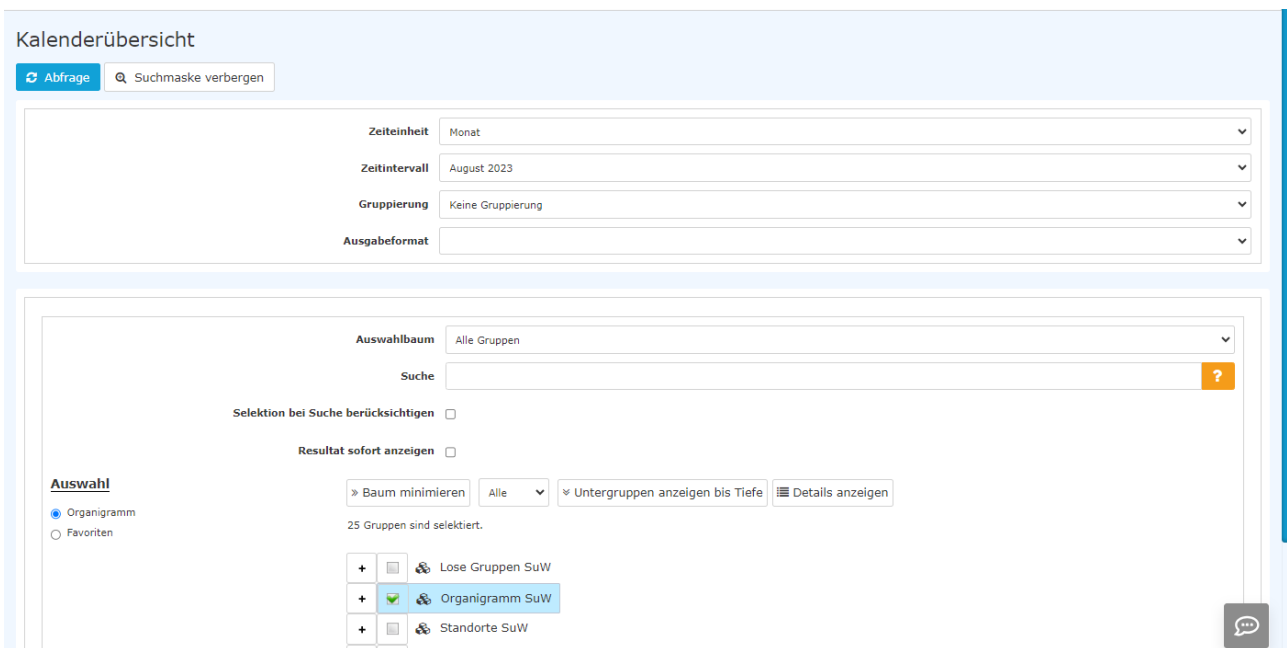 Kalenderübersicht
Abfrage Suchmaske verbergen
Zeiteinheit Monat
Zeitintervall August 2023
Gruppierung Keine Gruppierung
Ausgabeformat
Auswahlbaum Alle Gruppen
Suche ?
Selektion bei Suche berücksichtigen
Resultat sofort anzeigen
Auswahl
Organigramm
Favoriten
» Baum minimieren Alle Untergruppen anzeigen bis Tiefe Details anzeigen
25 Gruppen sind selektiert.
+ Lose Gruppen SuW
+ Organigramm SuW
+ Standorte SuW